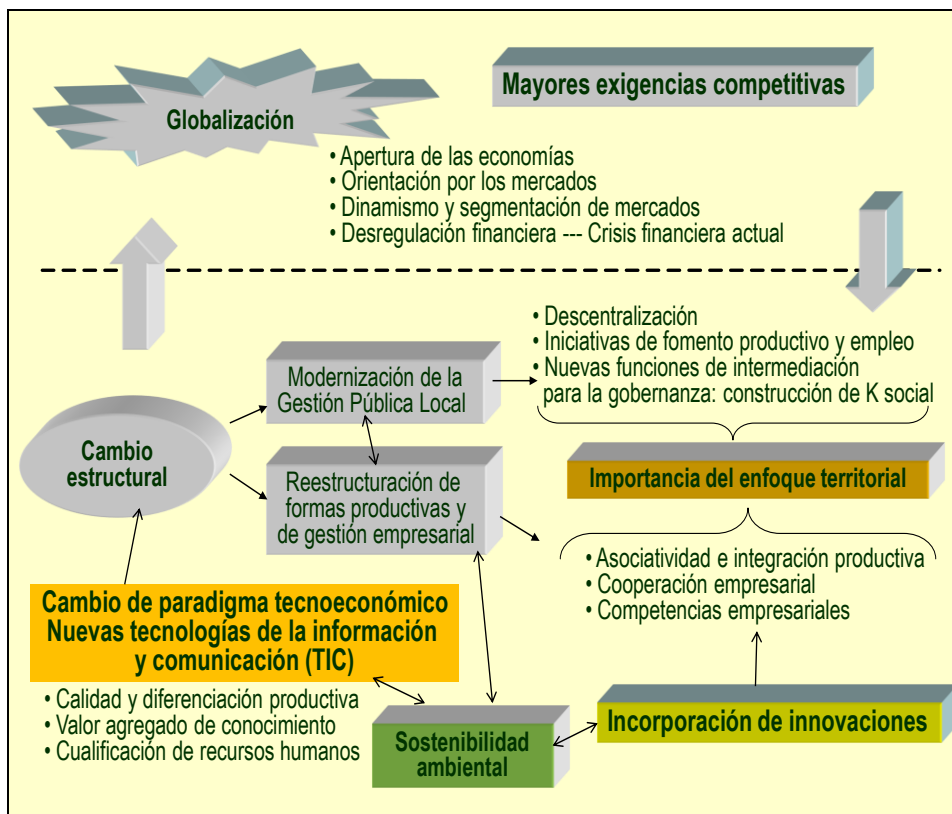 Globalización
Mayores exigencias competitivas
• Apertura de las economías
• Orientación por los mercados
• Dinamismo y segmentación de mercados
• Desregulación financiera --- Crisis financiera actual
• Descentralización
• Iniciativas de fomento productivo y empleo
• Nuevas funciones de intermediación
para la gobernanza: construcción de K social
Modernización de la
Gestión Pública Local
Cambio
estructural
Reestructuración de
formas productivas y
de gestión empresarial
Importancia del enfoque territorial
• Asociatividad e integración productiva
• Cooperación empresarial
• Competencias empresariales
Cambio de paradigma tecnoeconómico
Nuevas tecnologías de la información
y comunicación (TIC)
• Calidad y diferenciación productiva
• Valor agregado de conocimiento
• Cualificación de recursos humanos
Sostenibilidad
ambiental
Incorporación de innovaciones